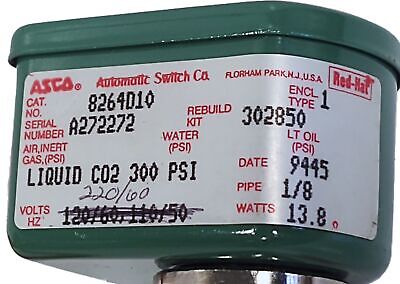 ASCO® Automatic Switch Co. FLORHAM PARK, N.J., U.S.A. Red-Hat
CAT. NO. 8264D10 ENCL. TYPE 1
SERIAL NUMBER A272272 REBUILD KIT 302850
AIR, INERT GAS, (PSI) WATER (PSI) LT OIL (PSI)
LIQUID CO2 300 PSI DATE 9445
220/60 PIPE 1/8
VOLTS HZ 120/60,110/50 WATTS 13.8